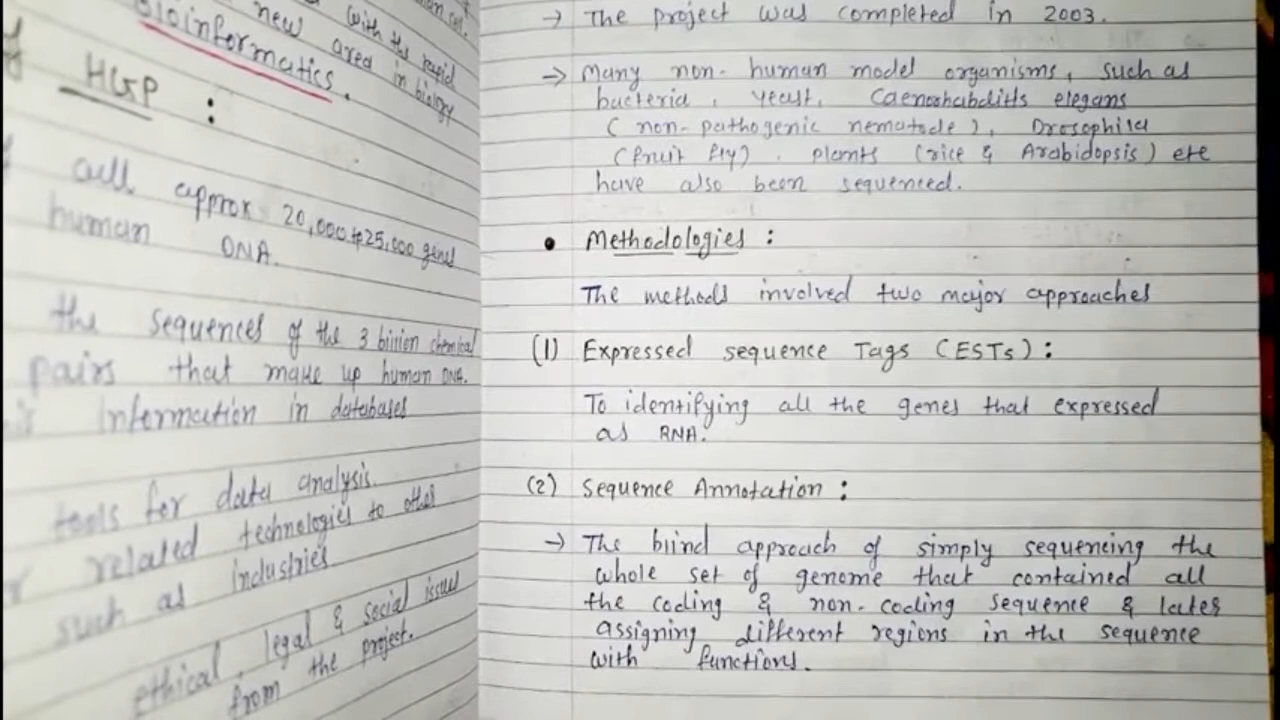 with the rapid
new area in biology
Bioinformatics.
HGP :
all approx 20,000 to 25,000 genes
human DNA.
the sequences of the 3 billion chemical
pairs that make up human DNA.
information in databases
tools for data analysis.
related technologies to other
such as industries
ethical, legal & social issues
from the project.
→ The project was completed in 2003.
→ Many non-human model organisms, such as
bacteria, yeast, Caenorhabditis elegans
(non-pathogenic nematode), Drosophila
(fruit fly), plants (rice & Arabidopsis) etc
have also been sequenced.
• Methodologies :
The methods involved two major approaches
(1) Expressed sequence Tags (ESTs) :
To identifying all the genes that expressed
as RNA.
(2) Sequence Annotation :
→ The blind approach of simply sequencing the
whole set of genome that contained all
the coding & non-coding sequence & later
assigning different regions in the sequence
with functions.